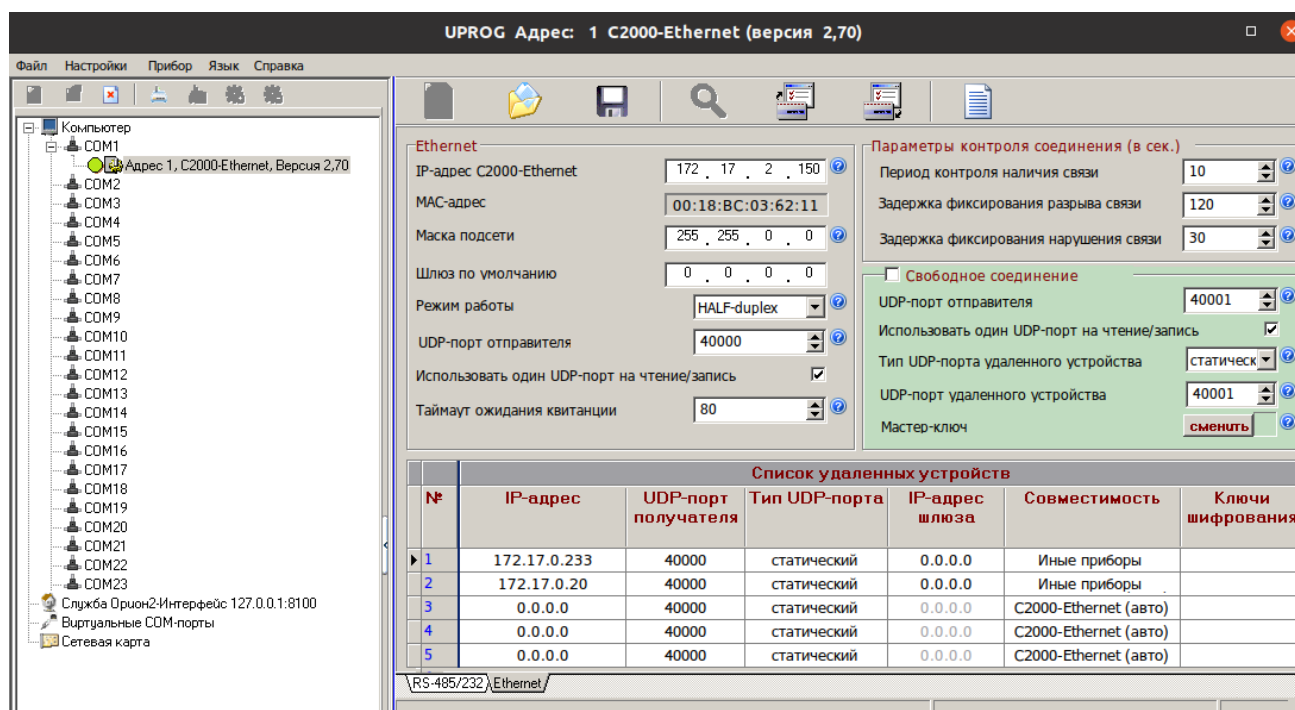 UPROG Адрес: 1 С2000-Ethernet (версия 2,70)
Файл Настройки Прибор Язык Справка
Компьютер
COM1
Адрес 1, С2000-Ethernet, Версия 2,70
COM2
COM3
COM4
COM5
COM6
COM7
COM8
COM9
COM10
COM11
COM12
COM13
COM14
COM15
COM16
COM17
COM18
COM19
COM20
COM21
COM22
COM23
Служба Орион2-Интерфейс 127.0.0.1:8100
Виртуальные COM-порты
Сетевая карта
Ethernet
IP-адрес С2000-Ethernet 172 . 17 . 2 . 150
MAC-адрес 00:18:BC:03:62:11
Маска подсети 255 . 255 . 0 . 0
Шлюз по умолчанию 0 . 0 . 0 . 0
Режим работы HALF-duplex
UDP-порт отправителя 40000
Использовать один UDP-порт на чтение/запись
Таймаут ожидания квитанции 80
Параметры контроля соединения (в сек.)
Период контроля наличия связи 10
Задержка фиксирования разрыва связи 120
Задержка фиксирования нарушения связи 30
Свободное соединение
UDP-порт отправителя 40001
Использовать один UDP-порт на чтение/запись
Тип UDP-порта удаленного устройства статическ
UDP-порт удаленного устройства 40001
Мастер-ключ сменить
Список удаленных устройств
№ IP-адрес UDP-порт получателя Тип UDP-порта IP-адрес шлюза Совместимость Ключи шифрования
1 172.17.0.233 40000 статический 0.0.0.0 Иные приборы
2 172.17.0.20 40000 статический 0.0.0.0 Иные приборы
3 0.0.0.0 40000 статический 0.0.0.0 С2000-Ethernet (авто)
4 0.0.0.0 40000 статический 0.0.0.0 С2000-Ethernet (авто)
5 0.0.0.0 40000 статический 0.0.0.0 С2000-Ethernet (авто)
RS-485/232 Ethernet